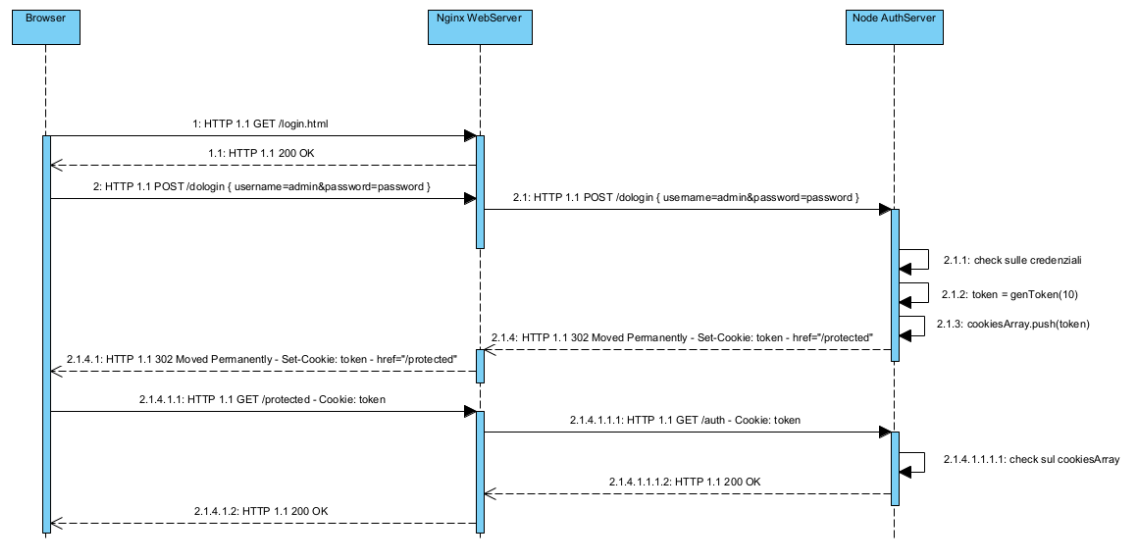 Browser
Nginx WebServer
Node AuthServer
1: HTTP 1.1 GET /login.html
1.1: HTTP 1.1 200 OK
2: HTTP 1.1 POST /dologin { username=admin&password=password }
2.1: HTTP 1.1 POST /dologin { username=admin&password=password }
2.1.1: check sulle credenziali
2.1.2: token = genToken(10)
2.1.3: cookiesArray.push(token)
2.1.4: HTTP 1.1 302 Moved Permanently - Set-Cookie: token - href="/protected"
2.1.4.1: HTTP 1.1 302 Moved Permanently - Set-Cookie: token - href="/protected"
2.1.4.1.1: HTTP 1.1 GET /protected - Cookie: token
2.1.4.1.1.1: HTTP 1.1 GET /auth - Cookie: token
2.1.4.1.1.1.1: check sul cookiesArray
2.1.4.1.1.1.2: HTTP 1.1 200 OK
2.1.4.1.2: HTTP 1.1 200 OK